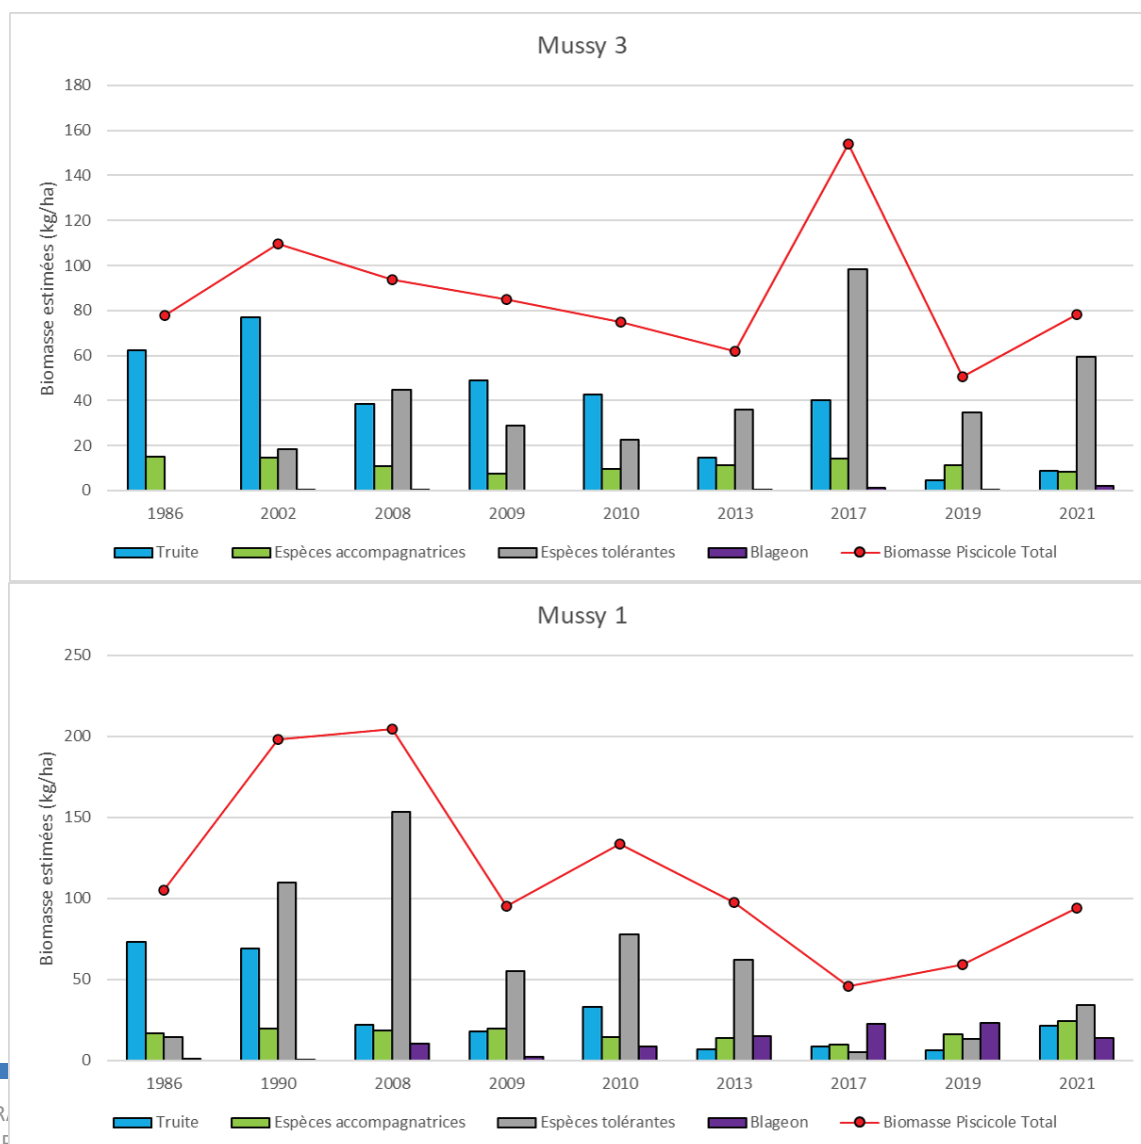 Mussy 3
Biomasse estimées (kg/ha)
180
160
140
120
100
80
60
40
20
0
1986 2002 2008 2009 2010 2013 2017 2019 2021
Truite Espèces accompagnatrices Espèces tolérantes Blageon Biomasse Piscicole Total
Mussy 1
Biomasse estimées (kg/ha)
250
200
150
100
50
0
1986 1990 2008 2009 2010 2013 2017 2019 2021
Truite Espèces accompagnatrices Espèces tolérantes Blageon Biomasse Piscicole Total